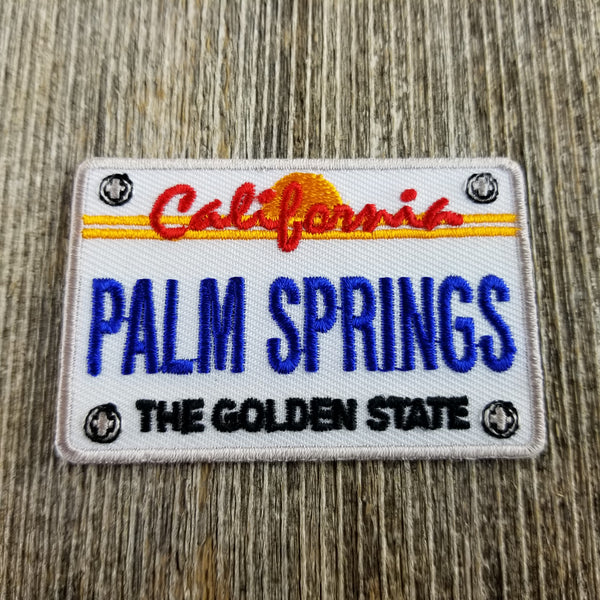 California
PALM SPRINGS
THE GOLDEN STATE